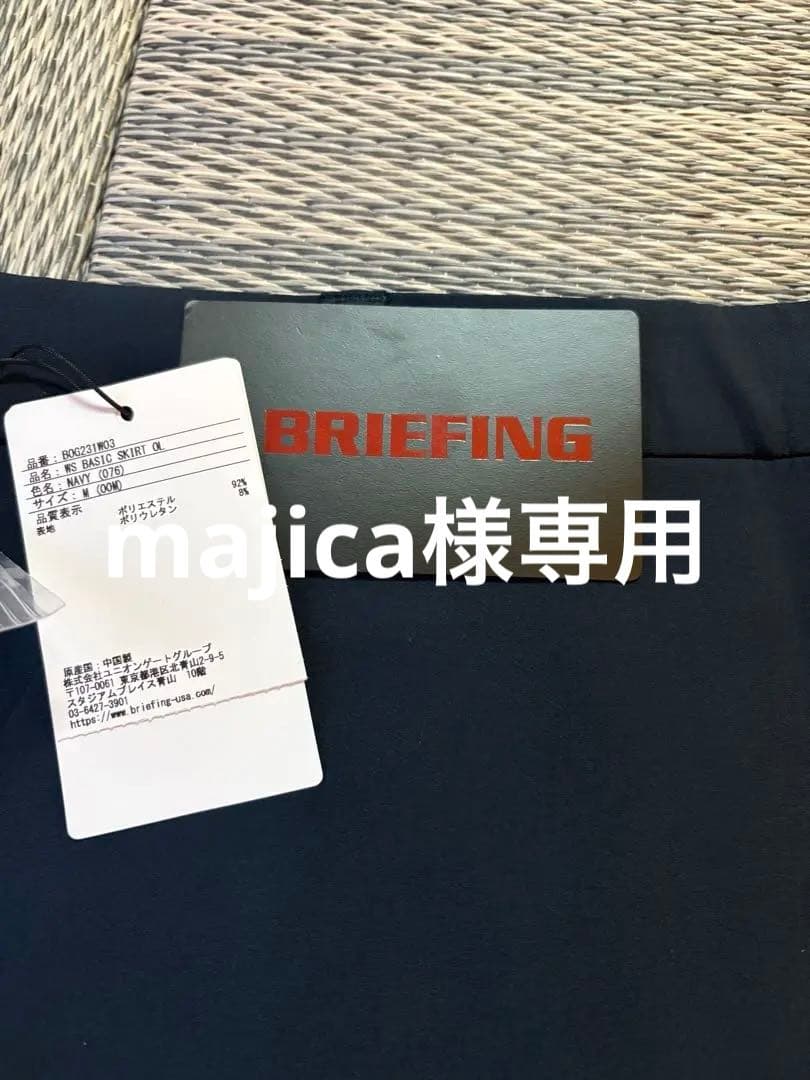 BRIEFING
品番：BOG231W03
品名：WS BASIC SKIRT OL
色名：NAVY (076)
サイズ：M (00M)
品質表示
表地 ポリエステル 92%
ポリウレタン 8%
majica様専用
原産国：中国製
株式会社ユニオンゲートグループ
〒107-0061 東京都港区北青山2-9-5
スタジアムプレイス青山 10階
03-6427-3901
https://www.briefing-usa.com/